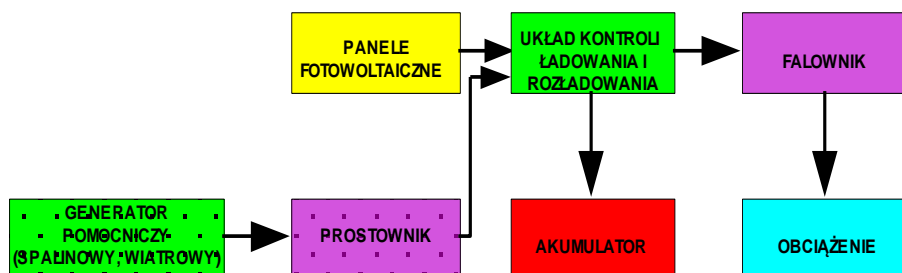 PANELE
FOTOWOLTAICZNE
UKŁAD KONTROLI
ŁADOWANIA I
ROZŁADOWANIA
FALOWNIK
GENERATOR
POMOCNICZY
(SPALINOWY, WIATROWY)
PROSTOWNIK
AKUMULATOR
OBCIĄŻENIE